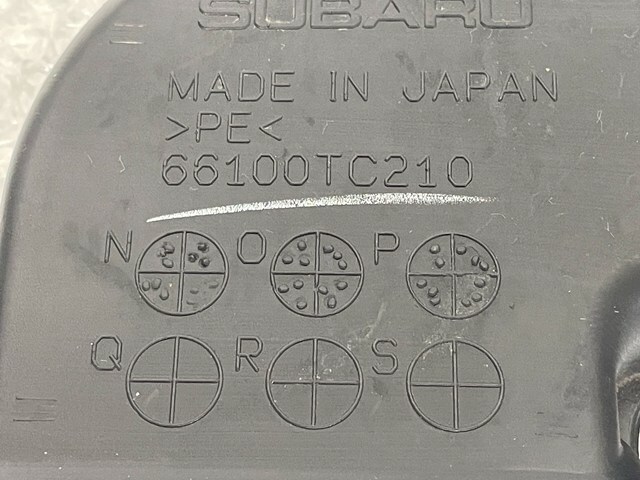 SUBARU
MADE IN JAPAN
>PE<
66100TC210
N O P
Q R S